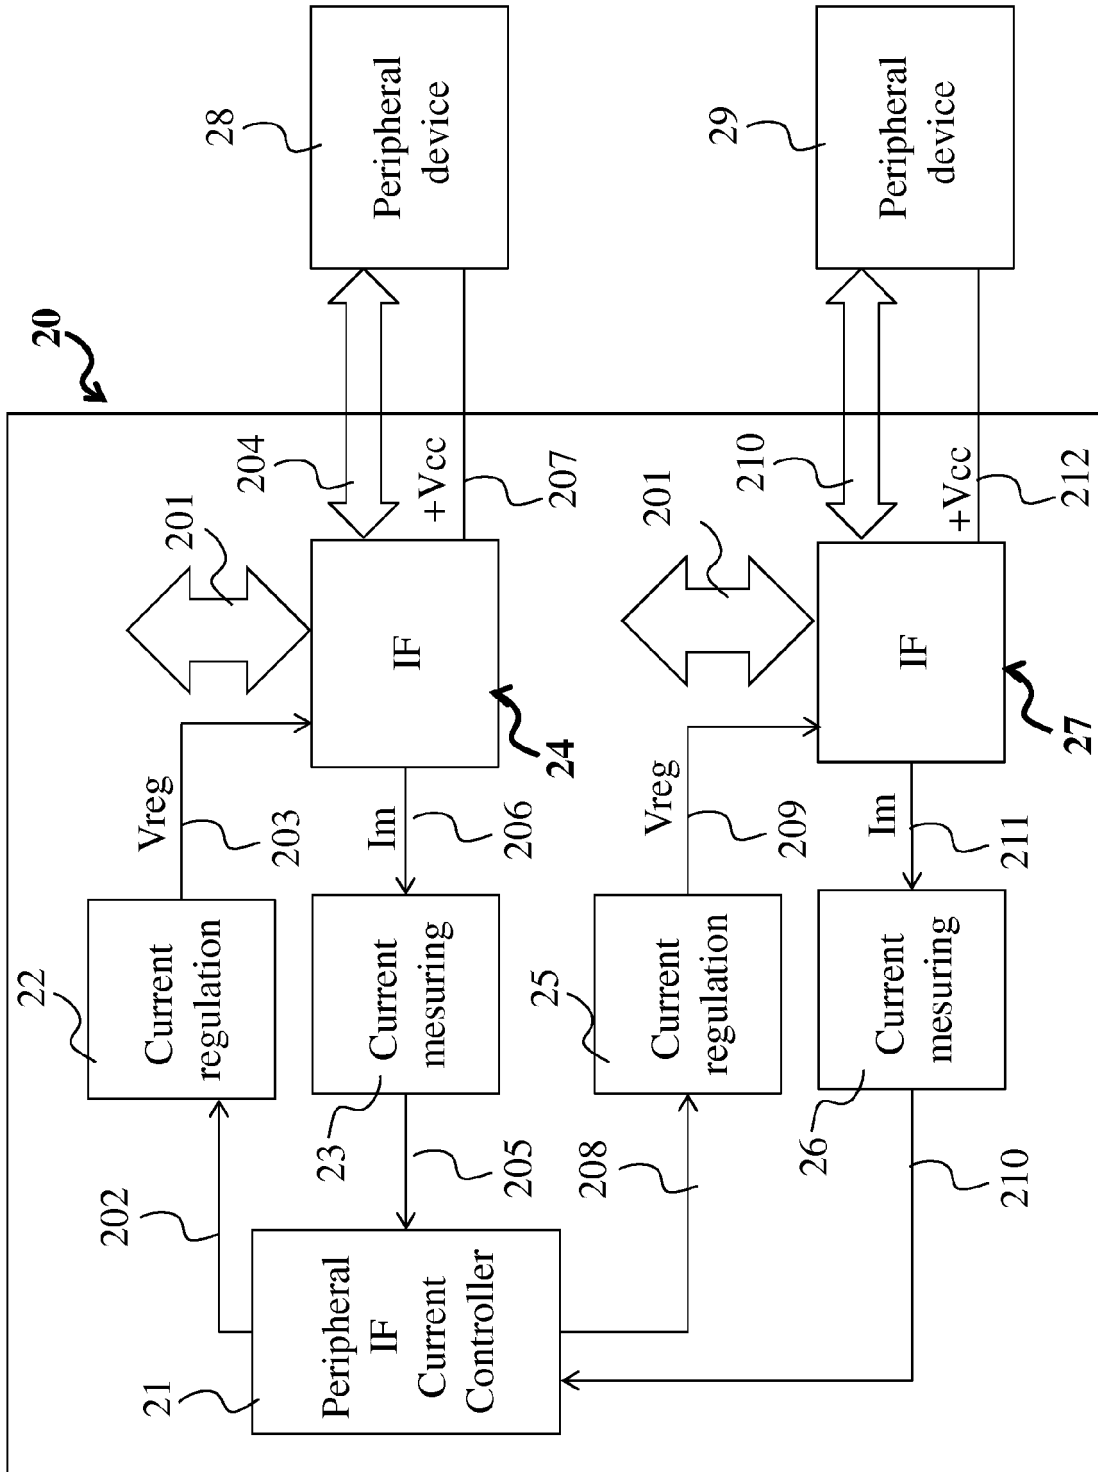 20
22
Current
regulation
Vreg
203
201
202
204
28
Peripheral
device
21
Peripheral
IF
Current
Controller
205
23
Current
mesuring
Im
206
IF
24
+Vcc
207
208
25
Current
regulation
Vreg
209
201
210
29
Peripheral
device
210
26
Current
mesuring
Im
211
IF
27
+Vcc
212